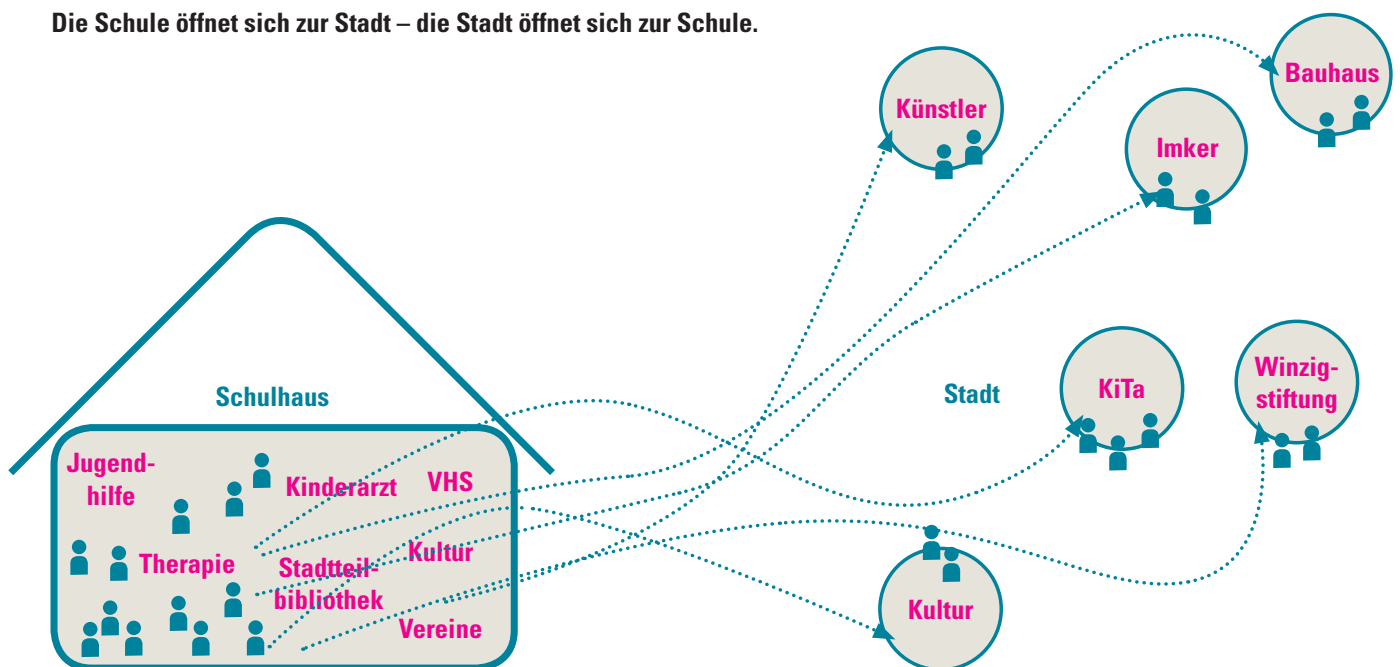 Die Schule öffnet sich zur Stadt – die Stadt öffnet sich zur Schule.
Künstler
Bauhaus
Imker
Schulhaus
Stadt
KiTa
Winzig-
stiftung
Jugend-
hilfe
Kinderarzt
VHS
Therapie
Stadtteil-
bibliothek
Kultur
Vereine
Kultur